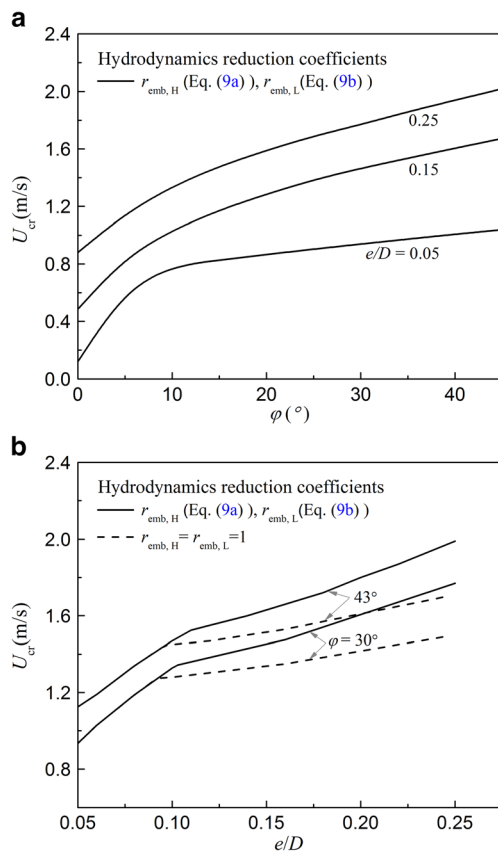 a
2.4
2.0
1.6
1.2
0.8
0.4
0.0
U_cr(m/s)
Hydrodynamics reduction coefficients
r_emb, H (Eq. (9a) ), r_emb, L(Eq. (9b) )
0.25
0.15
e/D = 0.05
0 10 20 30 40
φ (°)
b
2.4
2.0
1.6
1.2
0.8
U_cr(m/s)
Hydrodynamics reduction coefficients
r_emb, H (Eq. (9a) ), r_emb, L(Eq. (9b) )
r_emb, H= r_emb, L=1
43°
φ = 30°
0.05 0.10 0.15 0.20 0.25
e/D